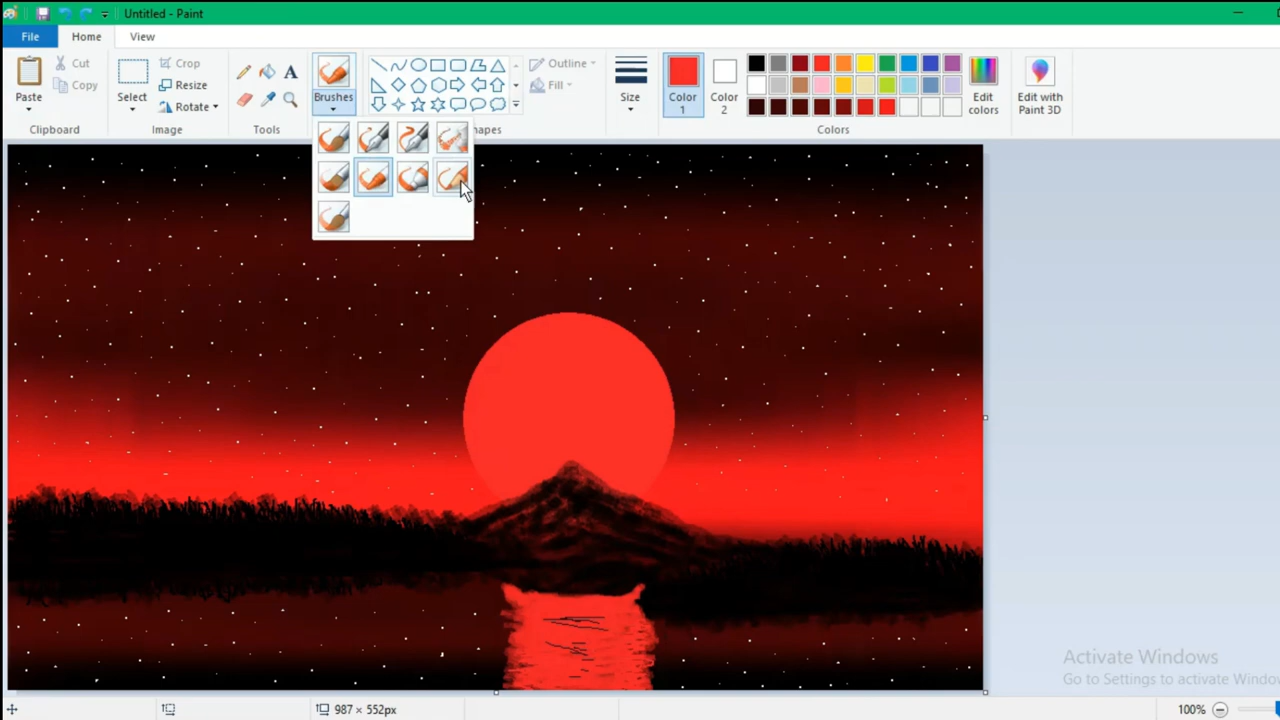 Untitled - Paint
File
Home
View
Paste
Cut
Copy
Clipboard
Select
Crop
Resize
Rotate
Image
A
Tools
Brushes
Outline
Fill
hapes
Size
Color 1
Color 2
Edit colors
Colors
Edit with Paint 3D
Activate Windows
Go to Settings to activate Windo
987 × 552px
100%